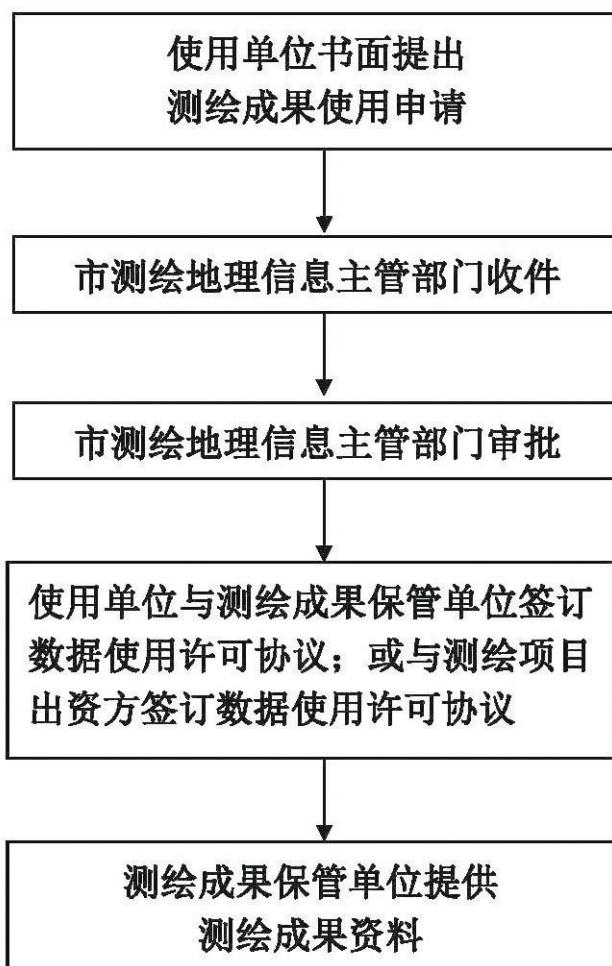 使用单位书面提出
测绘成果使用申请
市测绘地理信息主管部门收件
市测绘地理信息主管部门审批
使用单位与测绘成果保管单位签订
数据使用许可协议；或与测绘项目
出资方签订数据使用许可协议
测绘成果保管单位提供
测绘成果资料